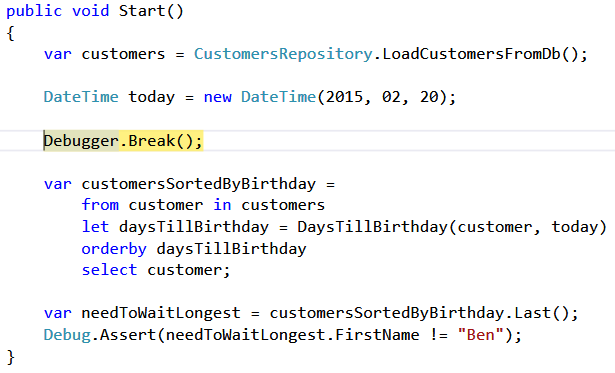 public void Start()
{
var customers = CustomersRepository.LoadCustomersFromDb();
DateTime today = new DateTime(2015, 02, 20);
Debugger.Break();
var customersSortedByBirthday =
from customer in customers
let daysTillBirthday = DaysTillBirthday(customer, today)
orderby daysTillBirthday
select customer;
var needToWaitLongest = customersSortedByBirthday.Last();
Debug.Assert(needToWaitLongest.FirstName != "Ben");
}